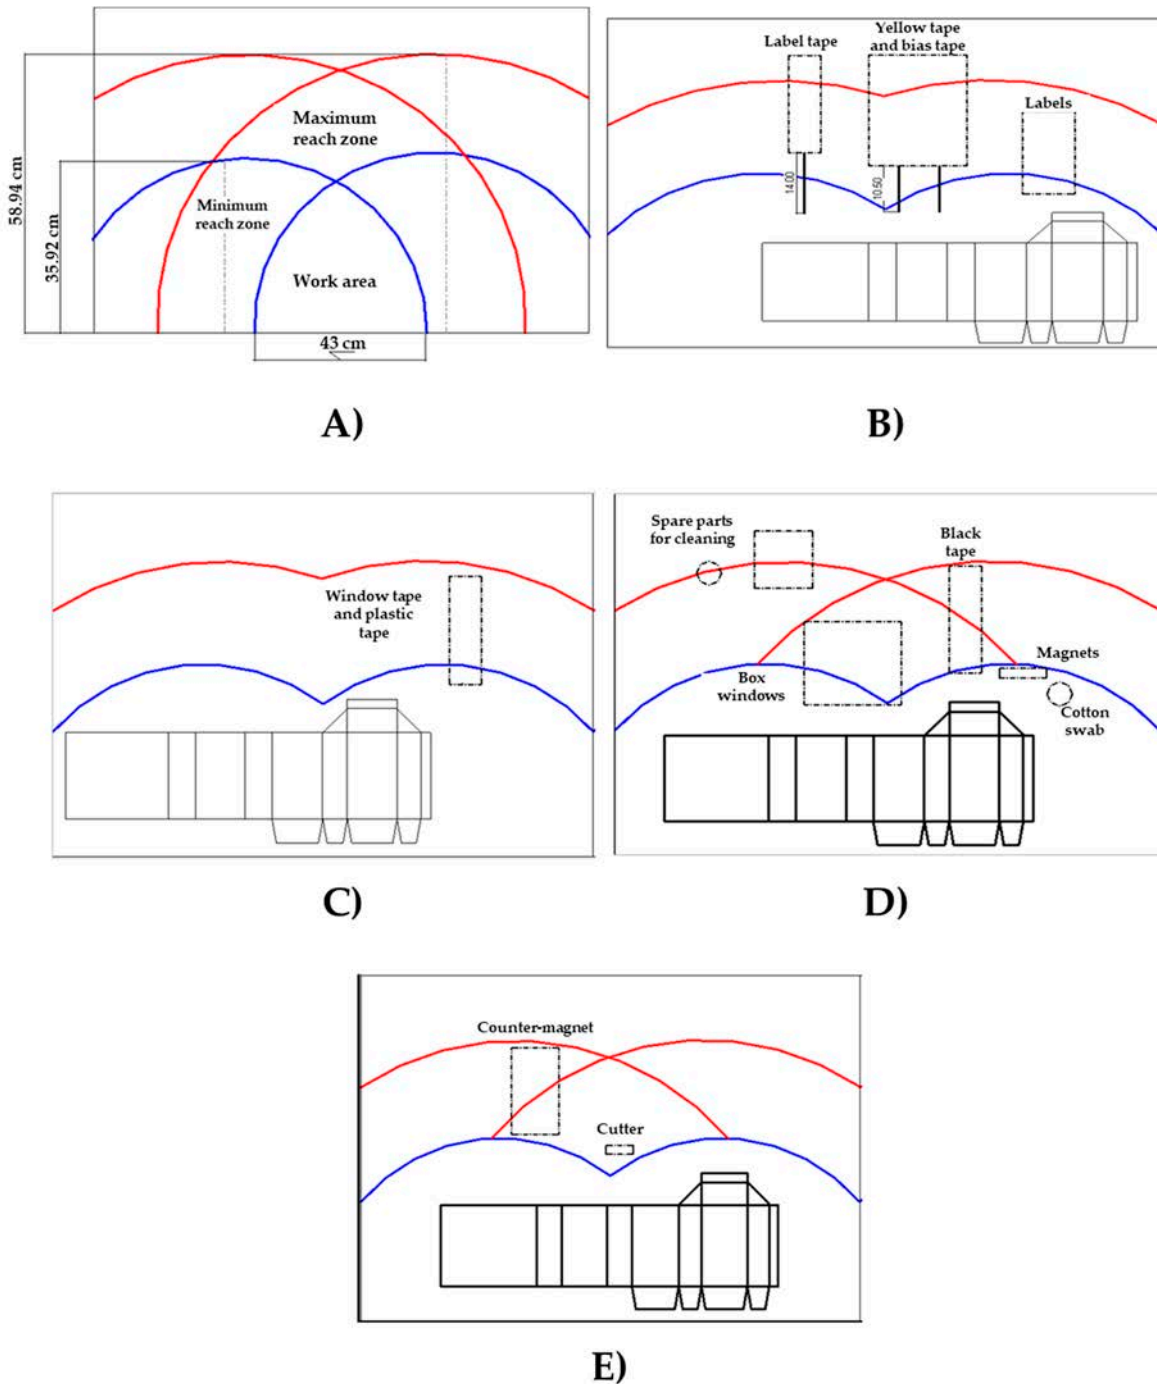 Maximum
reach zone
Minimum
reach zone
Work area
58.94 cm
35.92 cm
43 cm
A)
Label tape
Yellow tape
and bias tape
Labels
14.00
10.50
B)
Window tape
and plastic
tape
C)
Spare parts
for cleaning
Black
tape
Box
windows
Magnets
Cotton
swab
D)
Counter-magnet
Cutter
E)